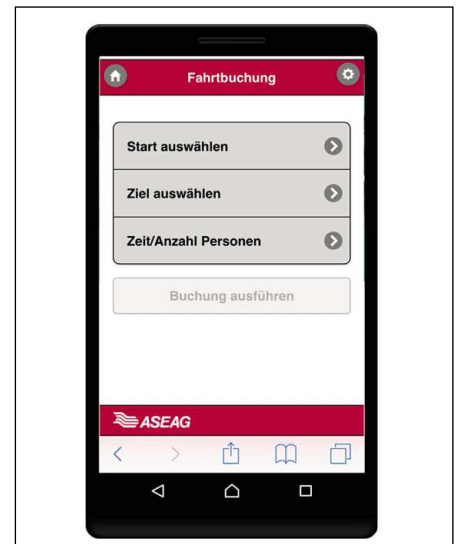 Fahrtbuchung
Start auswählen
Ziel auswählen
Zeit/Anzahl Personen
Buchung ausführen
ASEAG